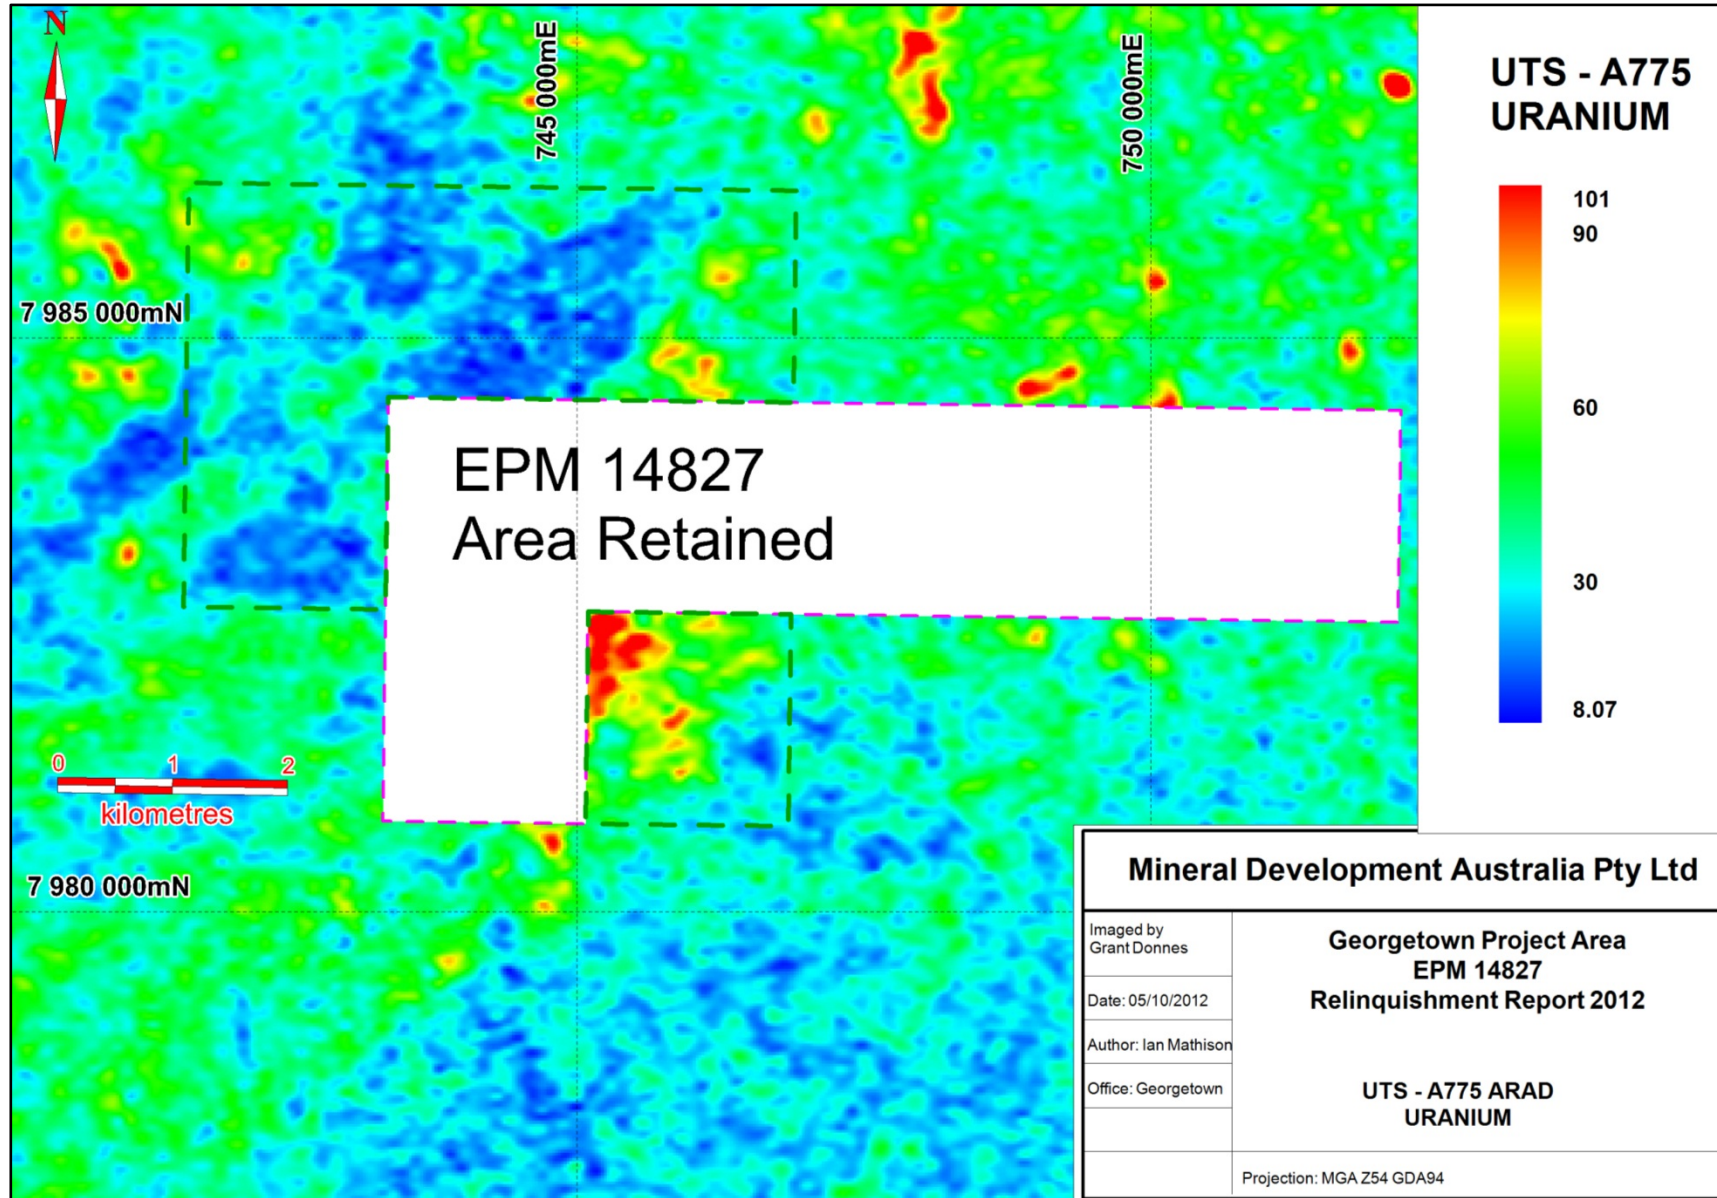 N
745 000mE
750 000mE
7 985 000mN
EPM 14827
Area Retained
0 1 2
kilometres
7 980 000mN
UTS - A775
URANIUM
101
90
60
30
8.07
Mineral Development Australia Pty Ltd
Imaged by
Grant Donnes
Date: 05/10/2012
Author: Ian Mathison
Office: Georgetown
Georgetown Project Area
EPM 14827
Relinquishment Report 2012
UTS - A775 ARAD
URANIUM
Projection: MGA Z54 GDA94